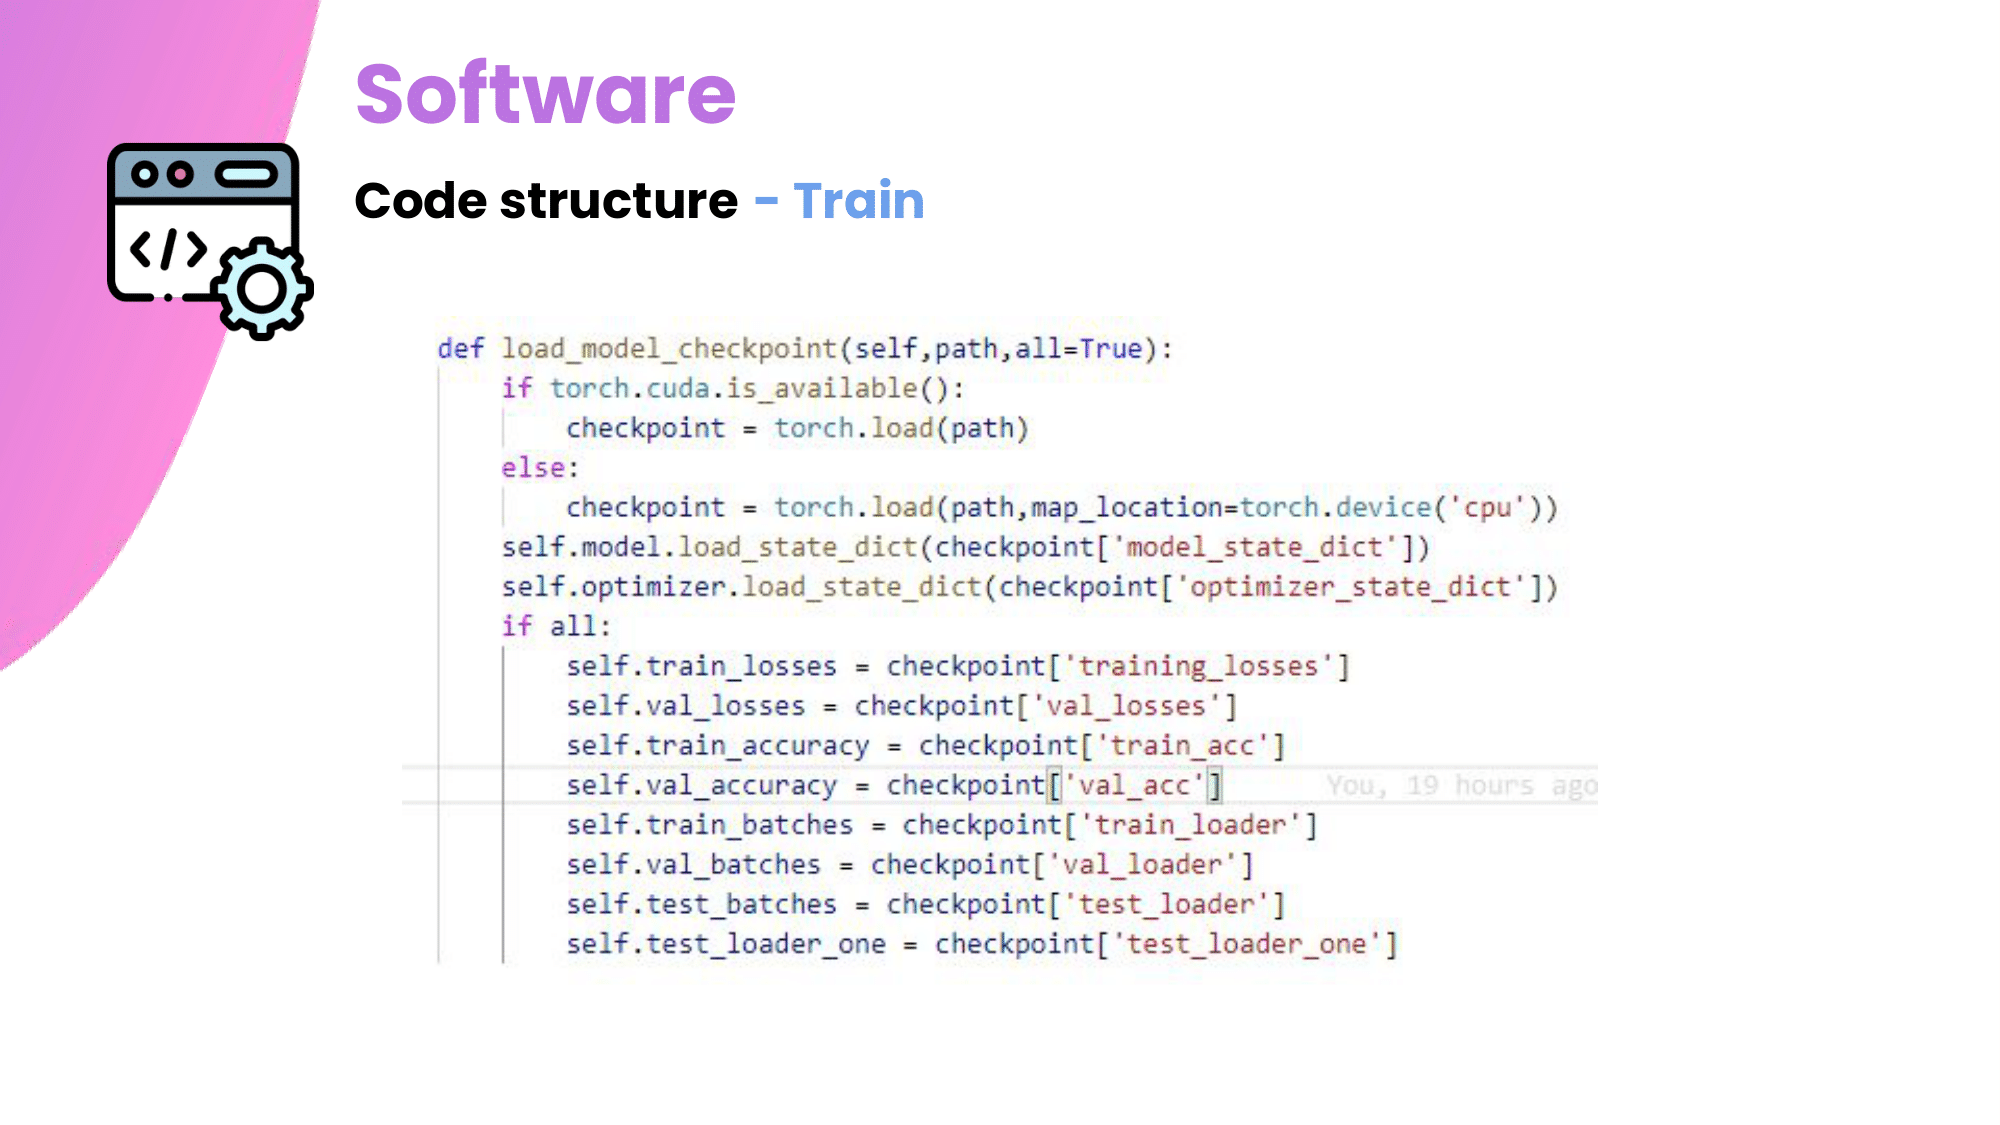 Software
Code structure - Train
</>
def load_model_checkpoint(self,path,all=True):
    if torch.cuda.is_available():
        checkpoint = torch.load(path)
    else:
        checkpoint = torch.load(path,map_location=torch.device('cpu'))
    self.model.load_state_dict(checkpoint['model_state_dict'])
    self.optimizer.load_state_dict(checkpoint['optimizer_state_dict'])
    if all:
        self.train_losses = checkpoint['training_losses']
        self.val_losses = checkpoint['val_losses']
        self.train_accuracy = checkpoint['train_acc']
        self.val_accuracy = checkpoint['val_acc'] You, 19 hours ago
        self.train_batches = checkpoint['train_loader']
        self.val_batches = checkpoint['val_loader']
        self.test_batches = checkpoint['test_loader']
        self.test_loader_one = checkpoint['test_loader_one']